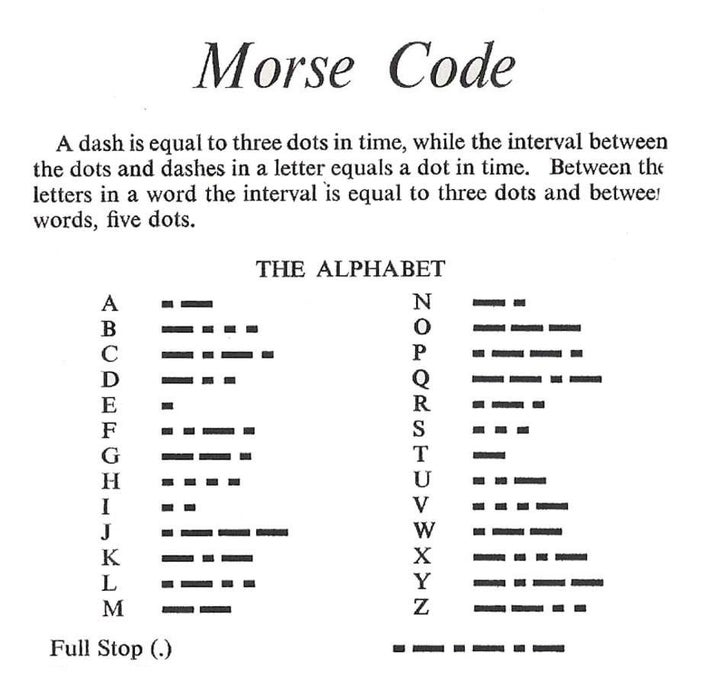 Morse Code
A dash is equal to three dots in time, while the interval between
the dots and dashes in a letter equals a dot in time. Between the
letters in a word the interval is equal to three dots and between
words, five dots.
THE ALPHABET
A ▄ ▄▄▄ N ▄▄▄ ▄
B ▄▄▄ ▄ ▄ ▄ O ▄▄▄ ▄▄▄ ▄▄▄
C ▄▄▄ ▄ ▄▄▄ ▄ P ▄ ▄▄▄ ▄▄▄ ▄
D ▄▄▄ ▄ ▄ Q ▄▄▄ ▄▄▄ ▄ ▄▄▄
E ▄ R ▄ ▄▄▄ ▄
F ▄ ▄ ▄▄▄ ▄ S ▄ ▄ ▄
G ▄▄▄ ▄▄▄ ▄ T ▄▄▄
H ▄ ▄ ▄ ▄ U ▄ ▄ ▄▄▄
I ▄ ▄ V ▄ ▄ ▄ ▄▄▄
J ▄ ▄▄▄ ▄▄▄ ▄▄▄ W ▄ ▄▄▄ ▄▄▄
K ▄▄▄ ▄ ▄▄▄ X ▄▄▄ ▄ ▄ ▄▄▄
L ▄ ▄▄▄ ▄ ▄ Y ▄▄▄ ▄ ▄▄▄ ▄▄▄
M ▄▄▄ ▄▄▄ Z ▄▄▄ ▄▄▄ ▄ ▄
Full Stop (.) ▄ ▄▄▄ ▄ ▄▄▄ ▄ ▄▄▄